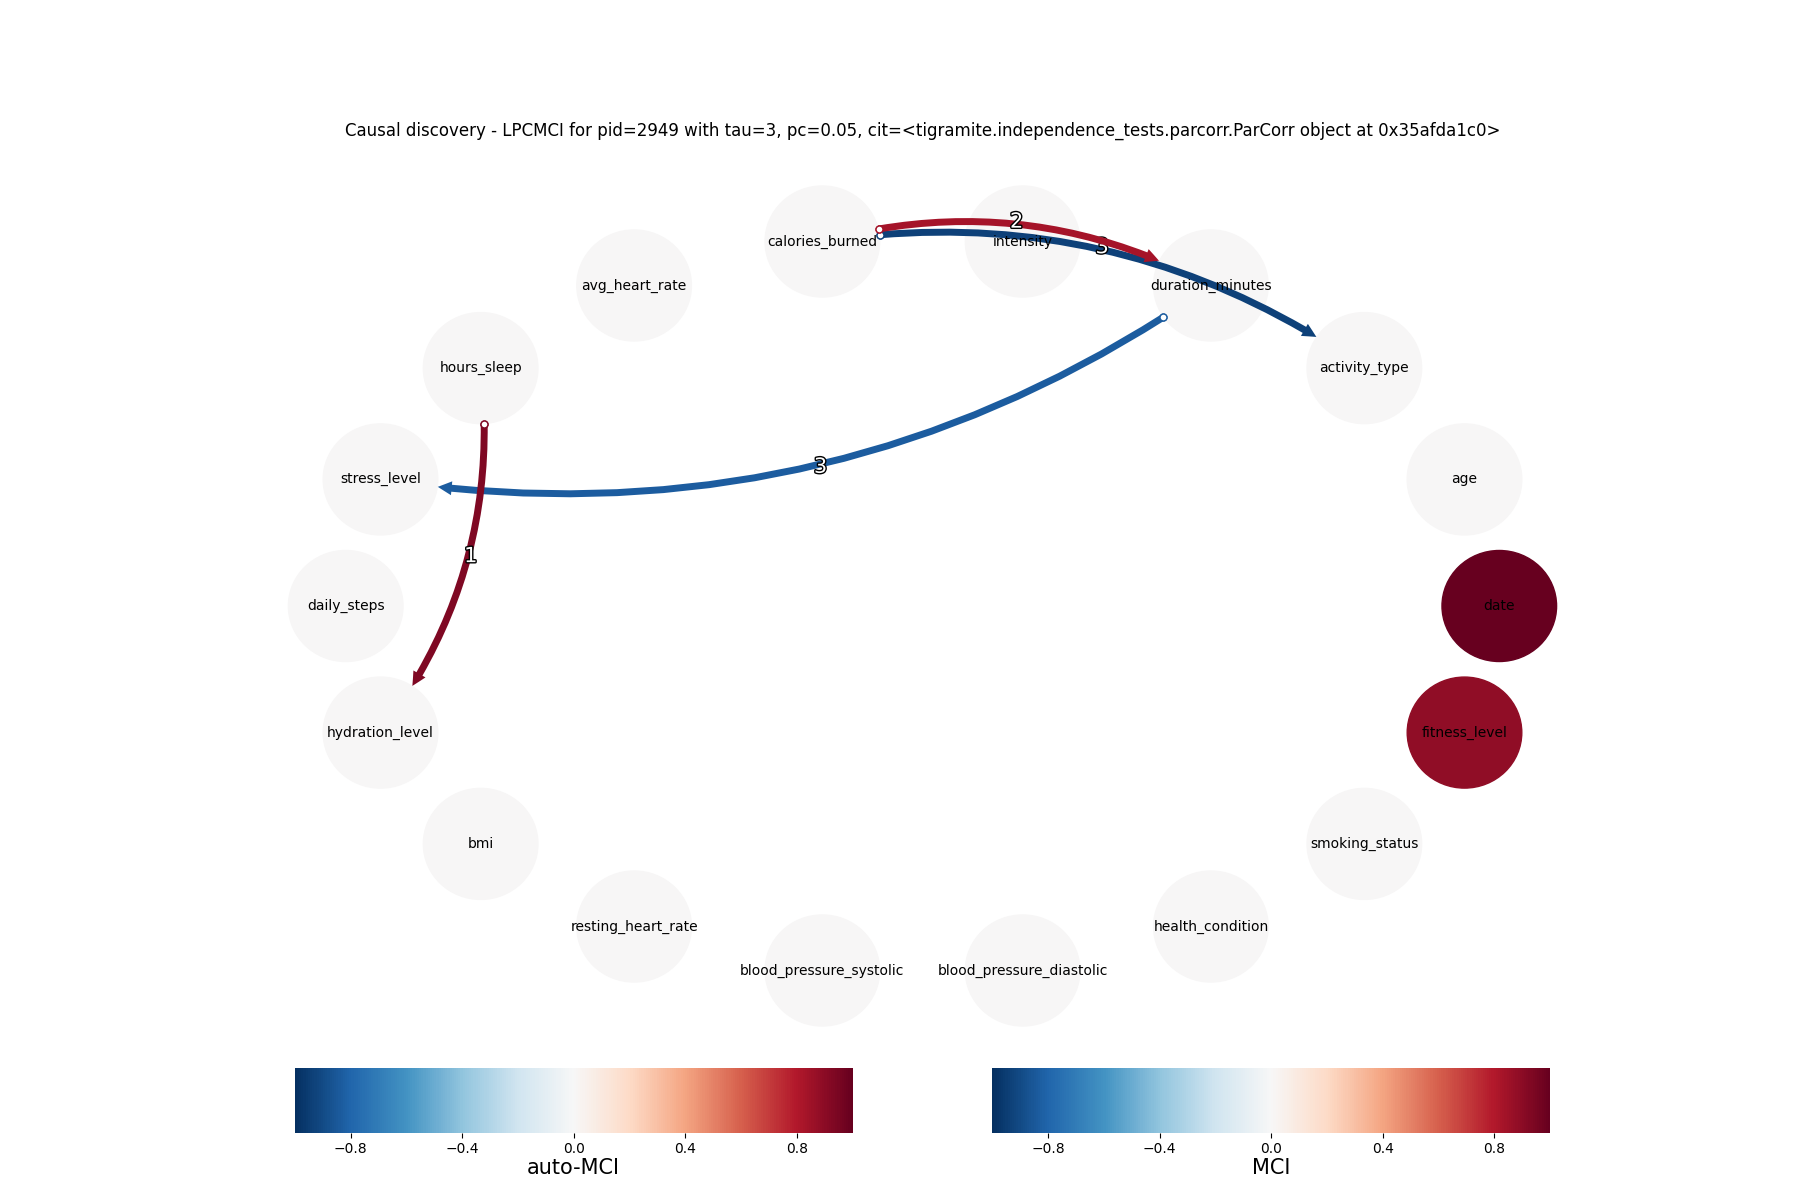 Causal discovery - LPCMCI for pid=2949 with tau=3, pc=0.05, cit=<tigramite.independence_tests.parcorr.ParCorr object at 0x35afda1c0>
calories_burned
intensity
2
3
avg_heart_rate
duration_minutes
hours_sleep
activity_type
3
stress_level
age
1
daily_steps
date
hydration_level
fitness_level
bmi
smoking_status
resting_heart_rate
health_condition
blood_pressure_systolic
blood_pressure_diastolic
−0.8 −0.4 0.0 0.4 0.8
auto-MCI
−0.8 −0.4 0.0 0.4 0.8
MCI